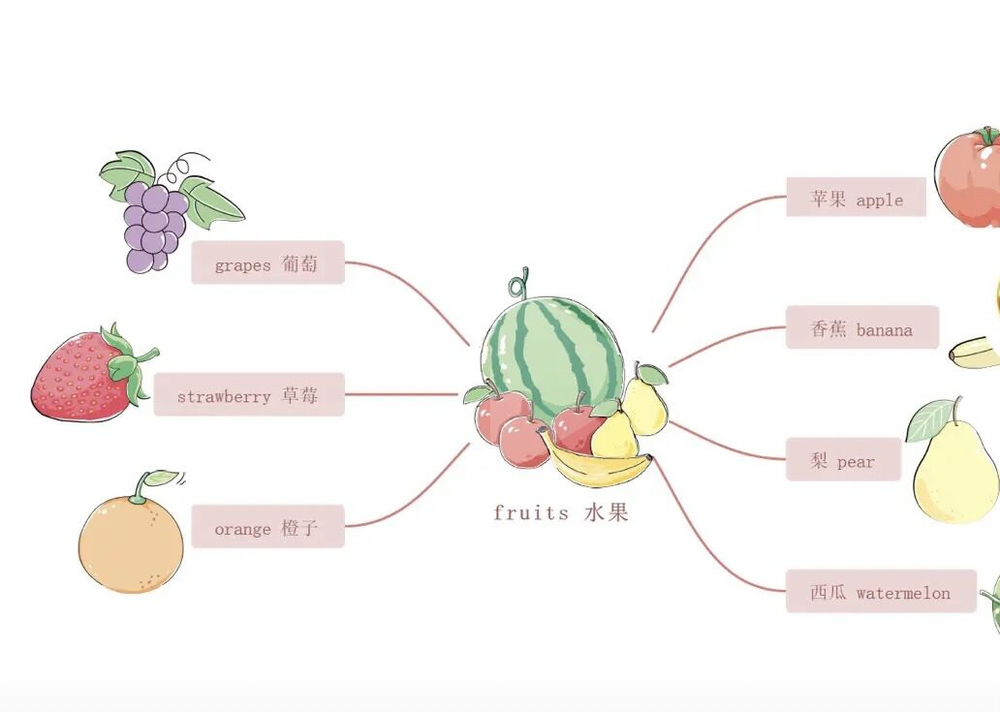 grapes 葡萄
strawberry 草莓
orange 橙子
fruits 水果
苹果 apple
香蕉 banana
梨 pear
西瓜 watermelon